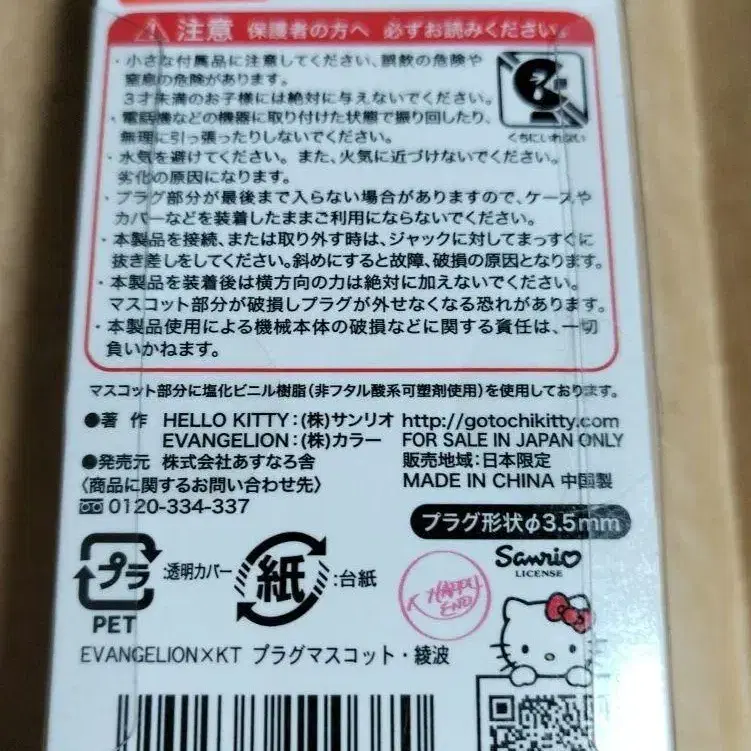 注意 保護者の方へ 必ずお読みください。
・小さな付属品に注意してください、誤飲の危険や
窒息の危険があります。
3才未満のお子様には絶対に与えないでください。
・電話機などの機器に取り付けた状態で振り回したり、
無理に引っ張ったりしないでください。
くちにいれない
・水気を避けてください。また、火気に近づけないでください。
劣化の原因になります。
・プラグ部分が最後まで入らない場合がありますので、ケースや
カバーなどを装着したままご利用にならないでください。
・本製品を接続、または取り外す時は、ジャックに対してまっすぐに
抜き差しをしてください。斜めにすると故障、破損の原因となります。
・本製品を装着後は横方向の力は絶対に加えないでください。
マスコット部分が破損しプラグが外せなくなる恐れがあります。
・本製品使用による機械本体の破損などに関する責任は、一切
負いかねます。
マスコット部分に塩化ビニル樹脂(非フタル酸系可塑剤使用)を使用しております。
●著 作 HELLO KITTY:(株)サンリオ http://gotochikitty.com
EVANGELION:(株)カラー FOR SALE IN JAPAN ONLY
●発売元 株式会社あすなろ舎 販売地域:日本限定
〈商品に関するお問い合わせ先〉 MADE IN CHINA 中国製
0120-334-337
プラグ形状φ3.5mm
プラ :透明カバー 紙 :台紙
PET
HAPPY END
Sanrio
LICENSE
EVANGELION×KT プラグマスコット・綾波